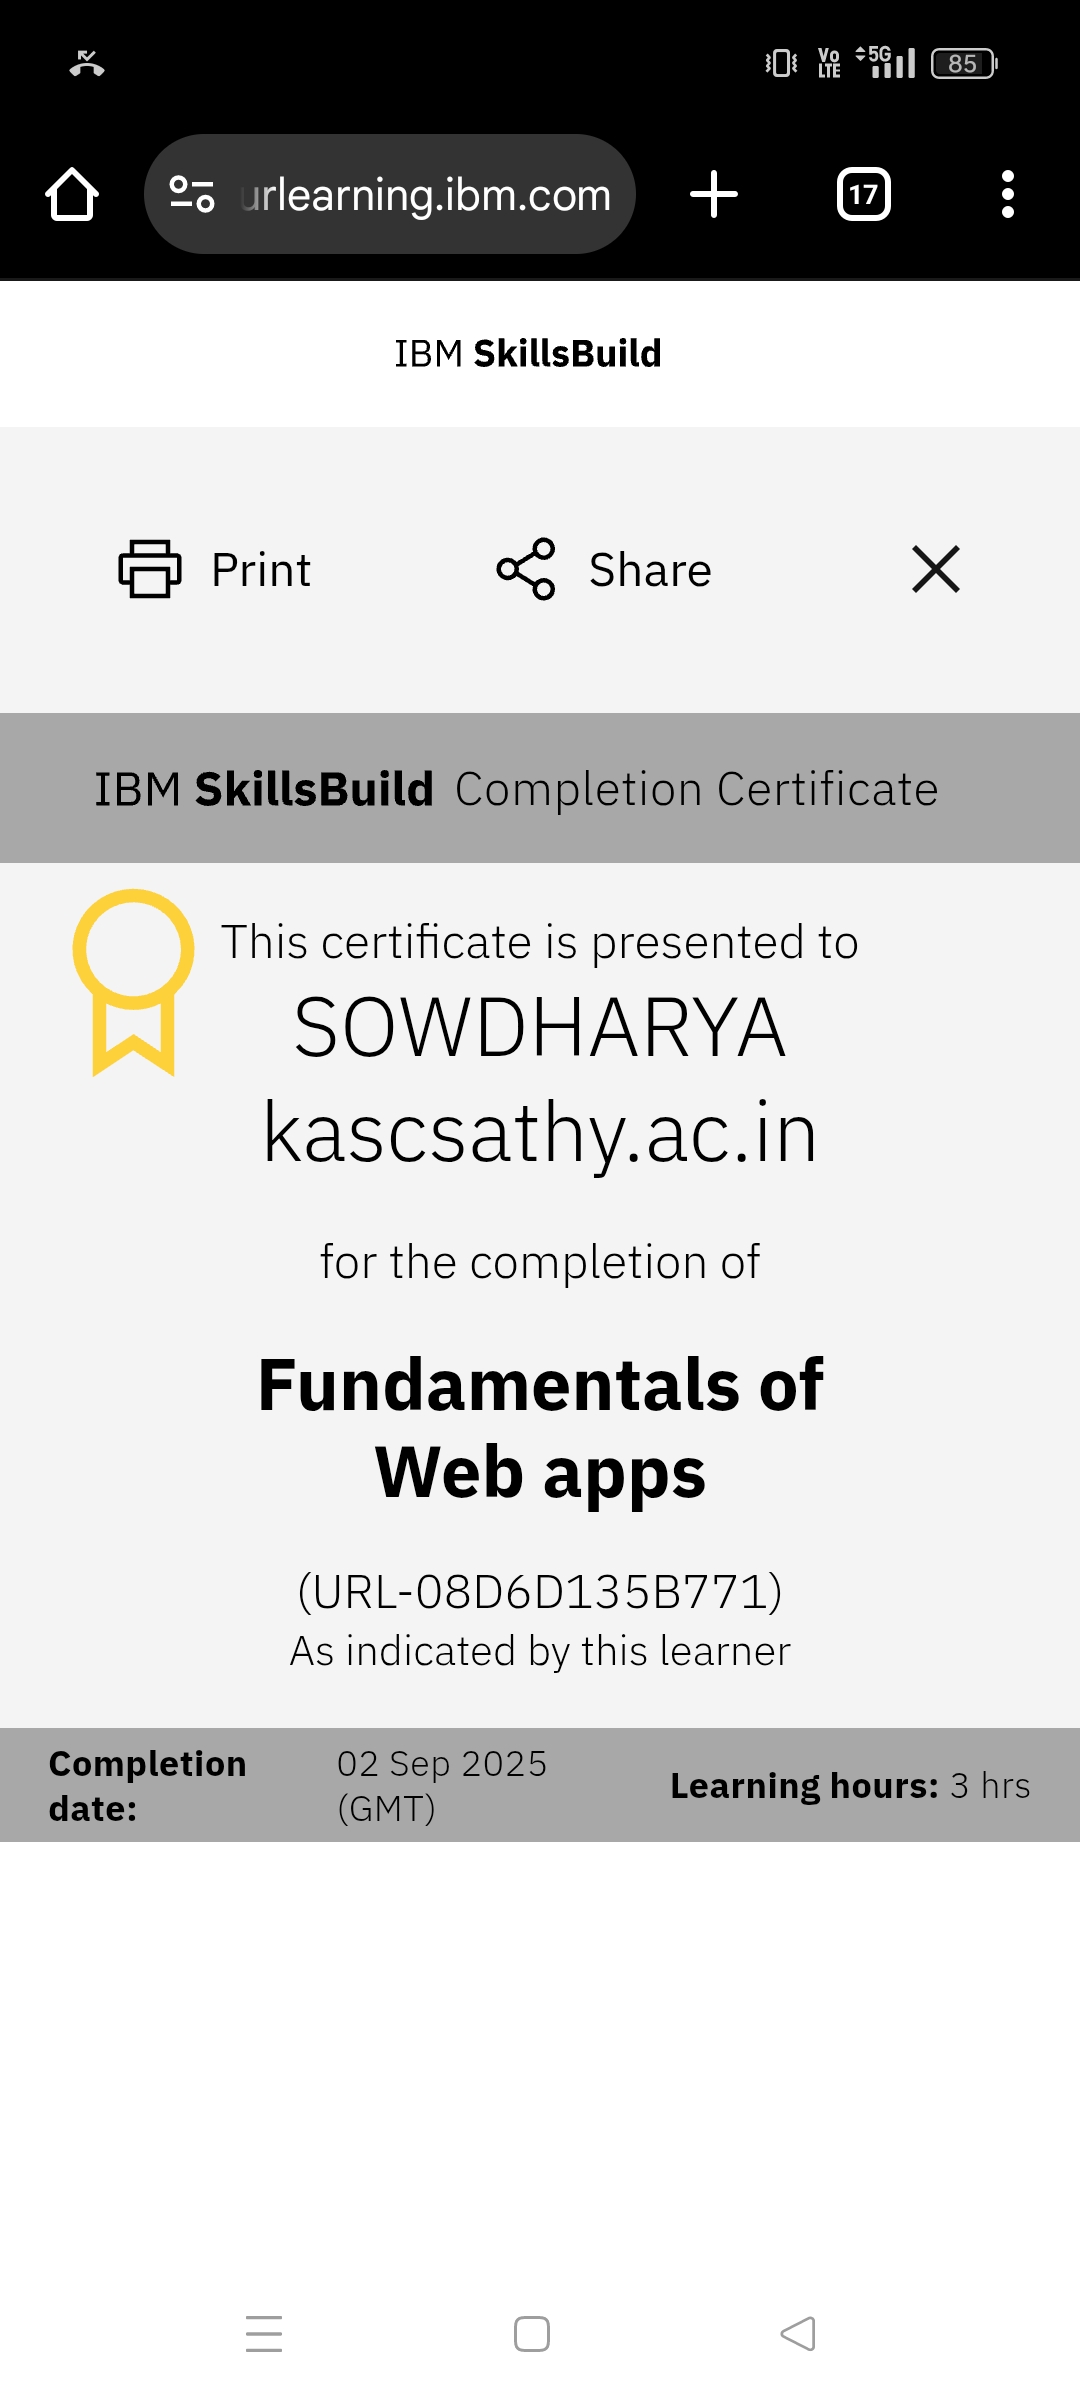 Vo LTE 5G 85
urlearning.ibm.com 17
IBM SkillsBuild
Print Share
IBM SkillsBuild Completion Certificate
This certificate is presented to
SOWDHARYA
kascsathy.ac.in
for the completion of
Fundamentals of
Web apps
(URL-08D6D135B771)
As indicated by this learner
Completion date: 02 Sep 2025 (GMT) Learning hours: 3 hrs